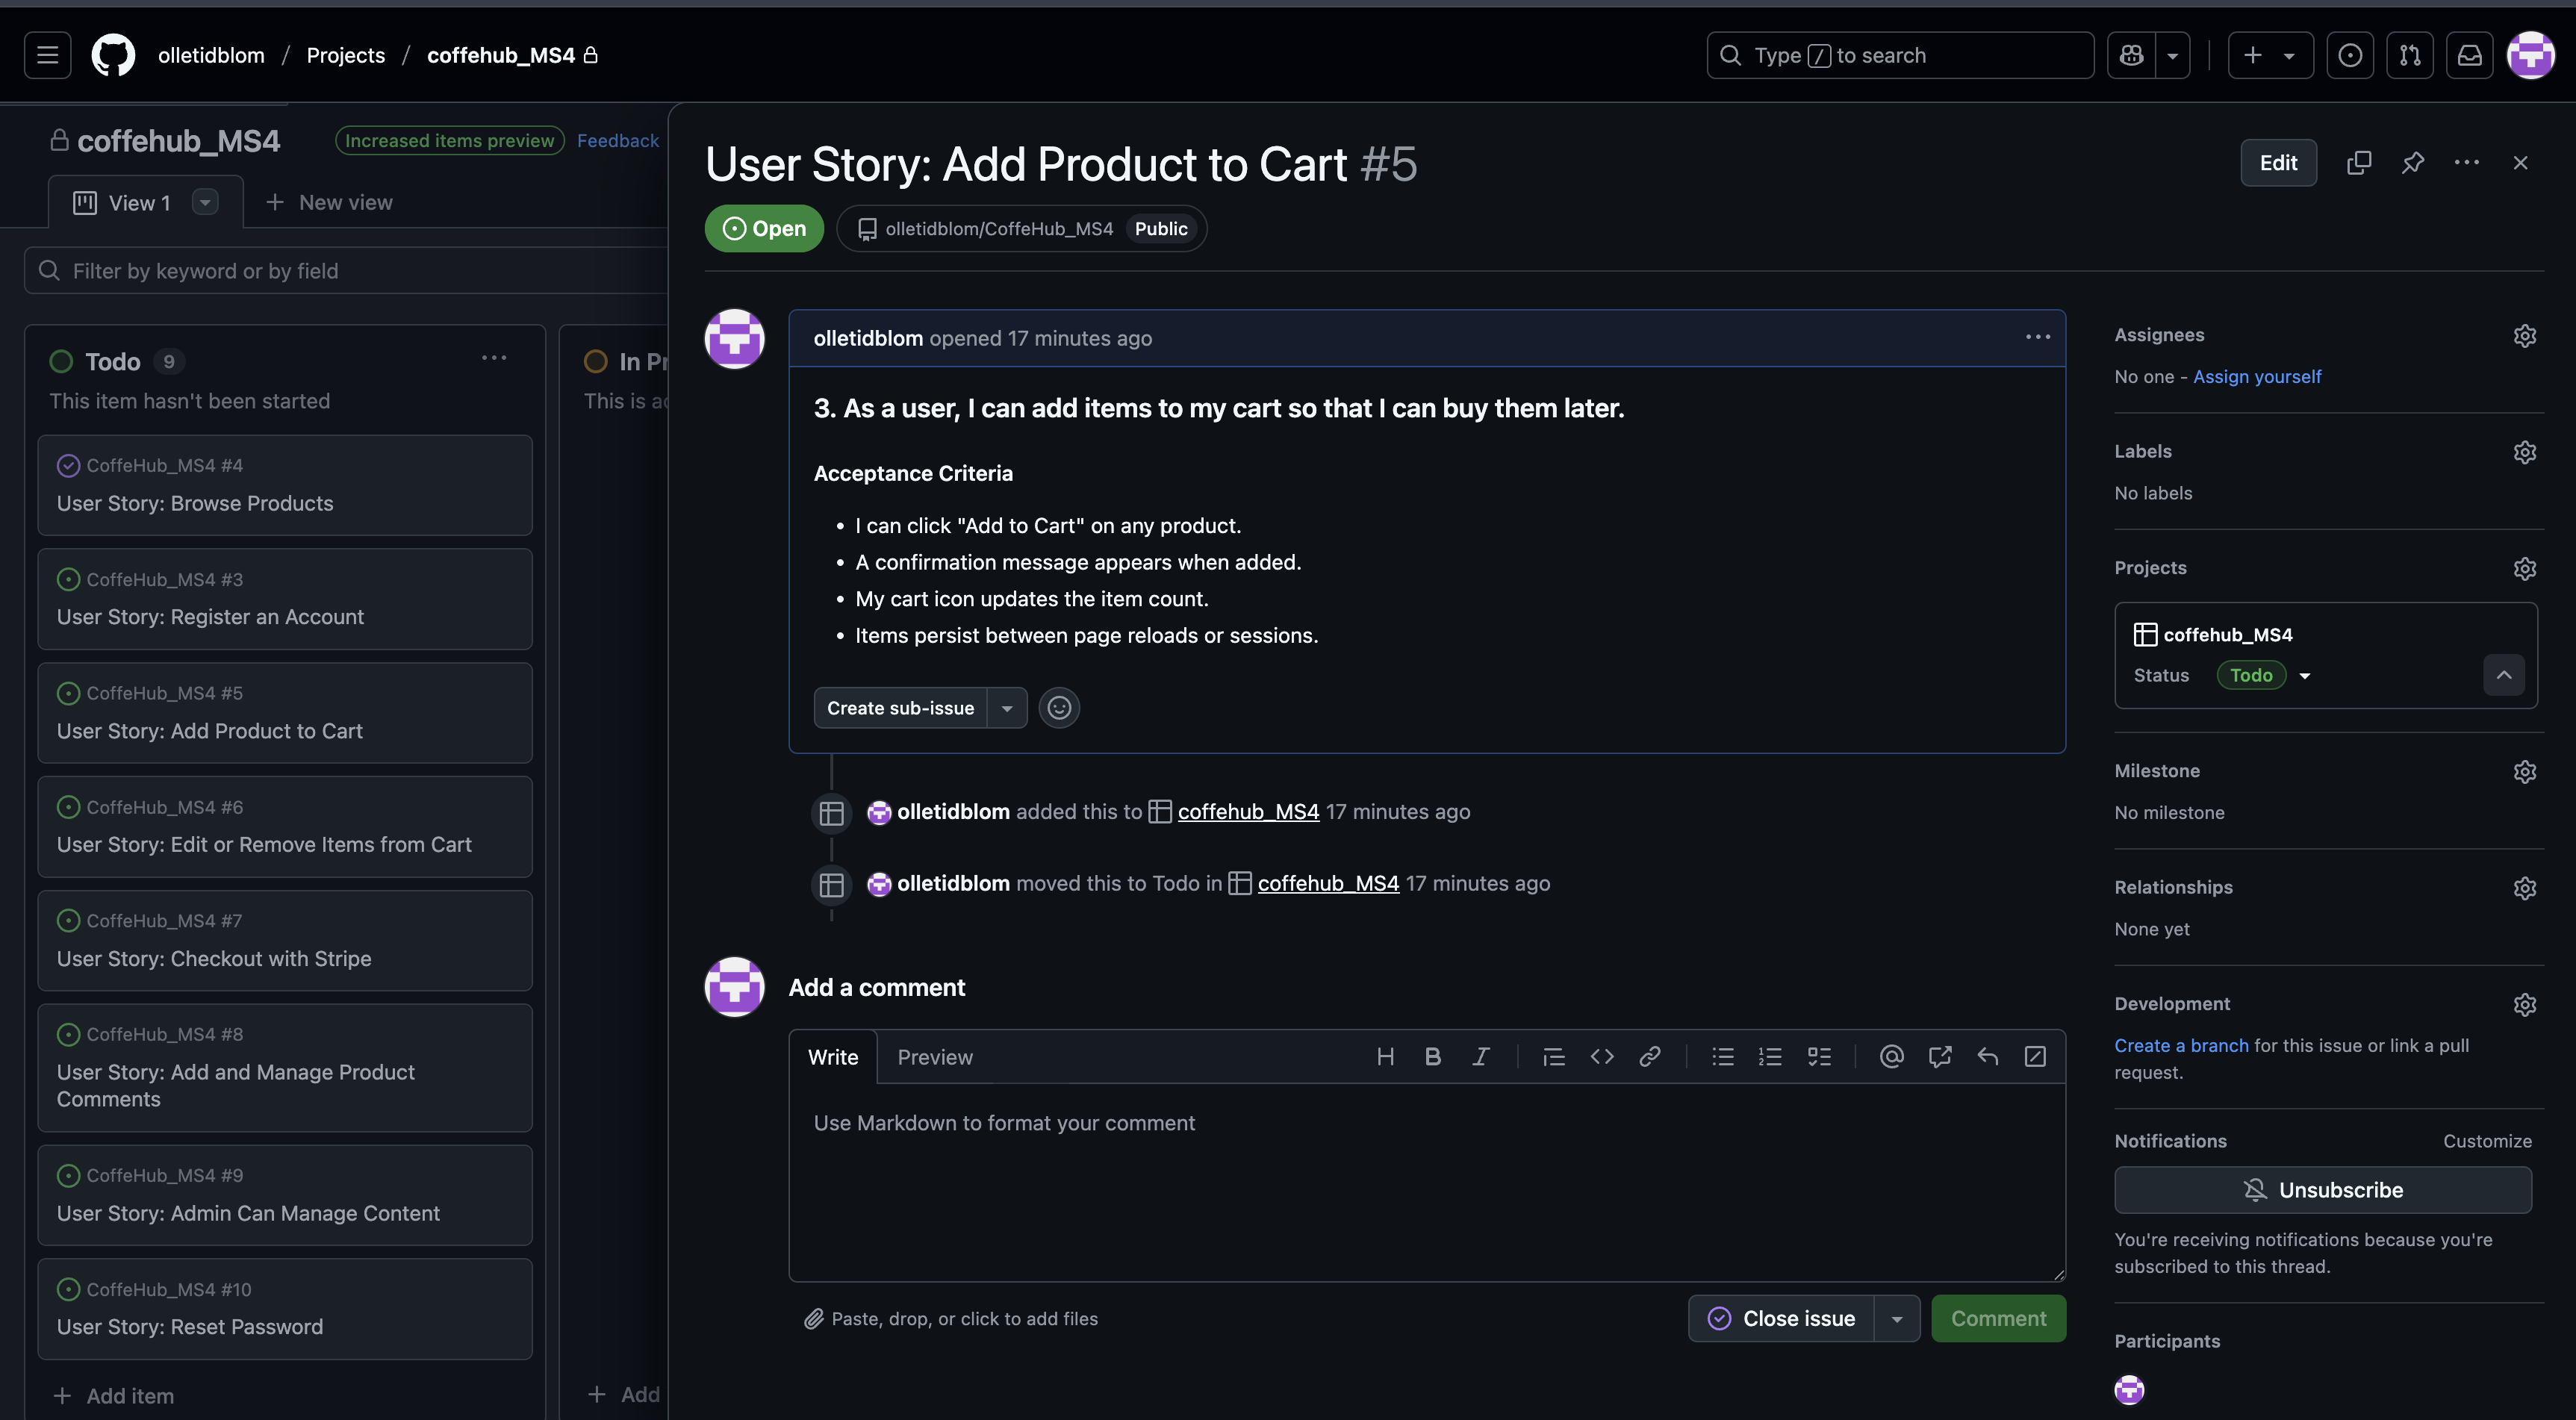 olletidblom / Projects / coffehub_MS4
Type / to search
coffehub_MS4
Increased items preview
Feedback
View 1
New view
Filter by keyword or by field
Todo 9
This item hasn't been started
CoffeHub_MS4 #4
User Story: Browse Products
CoffeHub_MS4 #3
User Story: Register an Account
CoffeHub_MS4 #5
User Story: Add Product to Cart
CoffeHub_MS4 #6
User Story: Edit or Remove Items from Cart
CoffeHub_MS4 #7
User Story: Checkout with Stripe
CoffeHub_MS4 #8
User Story: Add and Manage Product
Comments
CoffeHub_MS4 #9
User Story: Admin Can Manage Content
CoffeHub_MS4 #10
User Story: Reset Password
+ Add item
In Pr
This is ac
+ Add
User Story: Add Product to Cart #5
Edit
Open
olletidblom/CoffeHub_MS4 Public
olletidblom opened 17 minutes ago
3. As a user, I can add items to my cart so that I can buy them later.
Acceptance Criteria
• I can click "Add to Cart" on any product.
• A confirmation message appears when added.
• My cart icon updates the item count.
• Items persist between page reloads or sessions.
Create sub-issue
olletidblom added this to coffehub_MS4 17 minutes ago
olletidblom moved this to Todo in coffehub_MS4 17 minutes ago
Add a comment
Write
Preview
H B I
Use Markdown to format your comment
Paste, drop, or click to add files
Close issue
Comment
Assignees
No one - Assign yourself
Labels
No labels
Projects
coffehub_MS4
Status Todo
Milestone
No milestone
Relationships
None yet
Development
Create a branch for this issue or link a pull
request.
Notifications
Customize
Unsubscribe
You're receiving notifications because you're
subscribed to this thread.
Participants